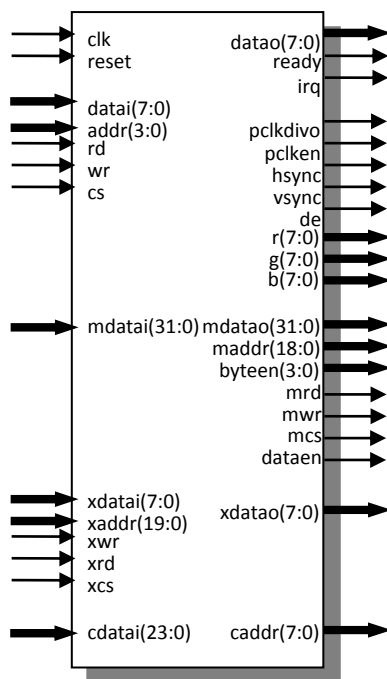 clk
reset
datai(7:0)
addr(3:0)
rd
wr
cs
mdatai(31:0)
xdatai(7:0)
xaddr(19:0)
xwr
xrd
xcs
cdatai(23:0)
datao(7:0)
ready
irq
pclkdivo
pclken
hsync
vsync
de
r(7:0)
g(7:0)
b(7:0)
mdatao(31:0)
maddr(18:0)
byteen(3:0)
mrd
mwr
mcs
dataen
xdatao(7:0)
caddr(7:0)